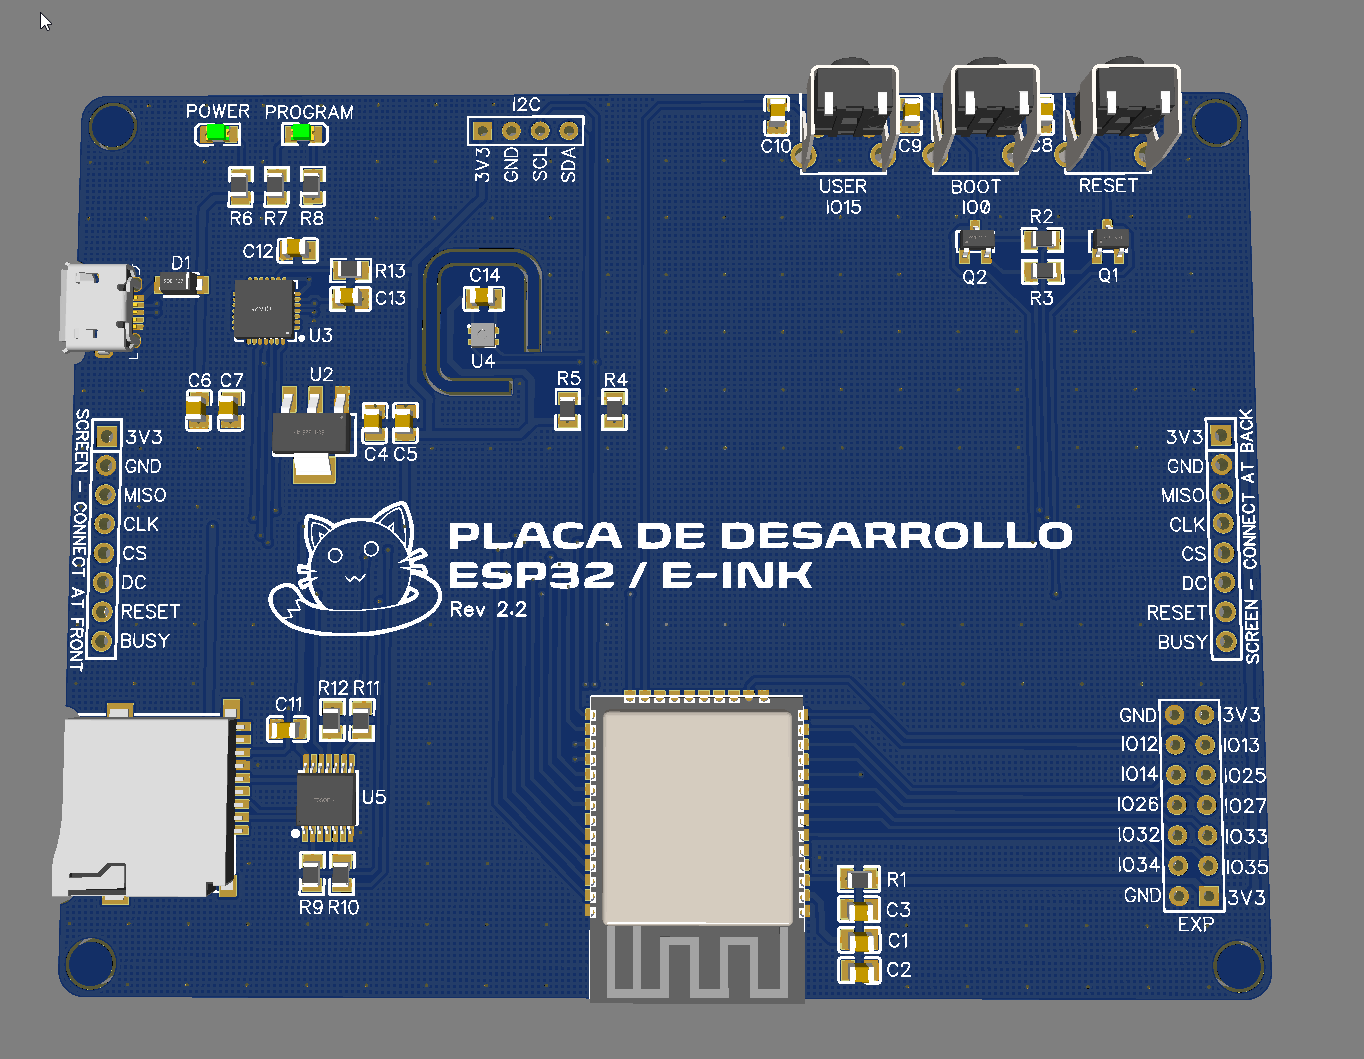 POWER
PROGRAM
I2C
3V3
GND
SCL
SDA
C10
C9
C8
USER
IO15
BOOT
IO0
RESET
R6
R7
R8
C12
R13
C13
D1
U3
C14
U4
Q2
R2
R3
Q1
C6
C7
U2
C4
C5
R5
R4
SCREEN - CONNECT AT FRONT
3V3
GND
MISO
CLK
CS
DC
RESET
BUSY
PLACA DE DESARROLLO
ESP32 / E-INK
Rev 2.2
3V3
GND
MISO
CLK
CS
DC
RESET
BUSY
SCREEN - CONNECT AT BACK
C11
R12
R11
U5
R9
R10
R1
C3
C1
C2
GND 3V3
IO12 IO13
IO14 IO25
IO26 IO27
IO32 IO33
IO34 IO35
GND 3V3
EXP